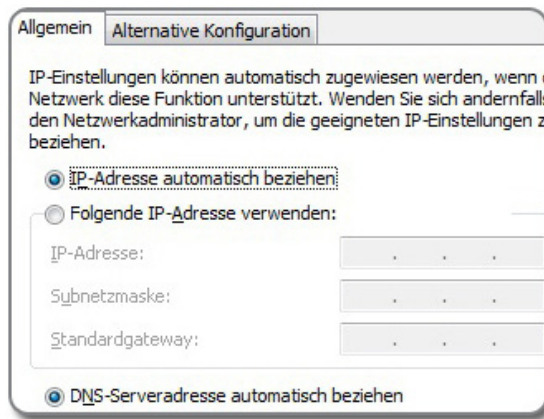 Allgemein
Alternative Konfiguration
IP-Einstellungen können automatisch zugewiesen werden, wenn
Netzwerk diese Funktion unterstützt. Wenden Sie sich andernfalls
den Netzwerkadministrator, um die geeigneten IP-Einstellungen
beziehen.
IP-Adresse automatisch beziehen
Folgende IP-Adresse verwenden:
IP-Adresse:
Subnetzmaske:
Standardgateway:
DNS-Serveradresse automatisch beziehen